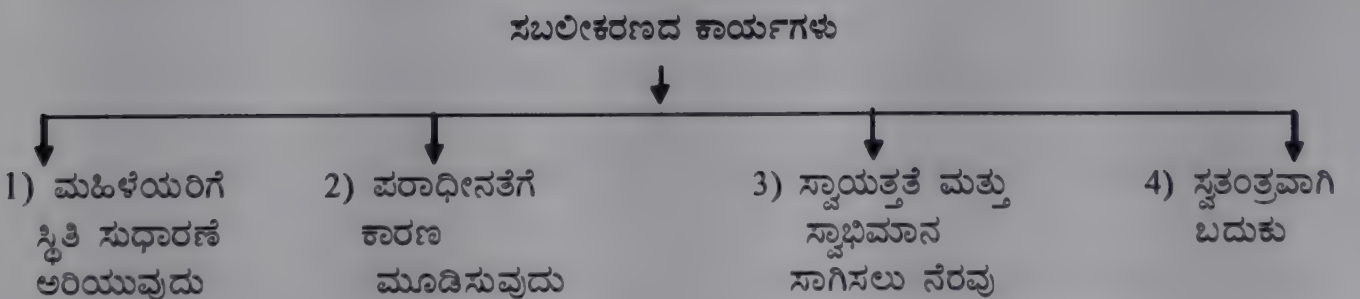 ಸಬಲೀಕರಣದ ಕಾರ್ಯಗಳು
1) ಮಹಿಳೆಯರಿಗೆ
ಸ್ಥಿತಿ ಸುಧಾರಣೆ
ಅರಿಯುವುದು
2) ಪರಾಧೀನತೆಗೆ
ಕಾರಣ
ಮೂಡಿಸುವುದು
3) ಸ್ವಾಯತ್ತತೆ ಮತ್ತು
ಸ್ವಾಭಿಮಾನ
ಸಾಗಿಸಲು ನೆರವು
4) ಸ್ವತಂತ್ರವಾಗಿ
ಬದುಕು